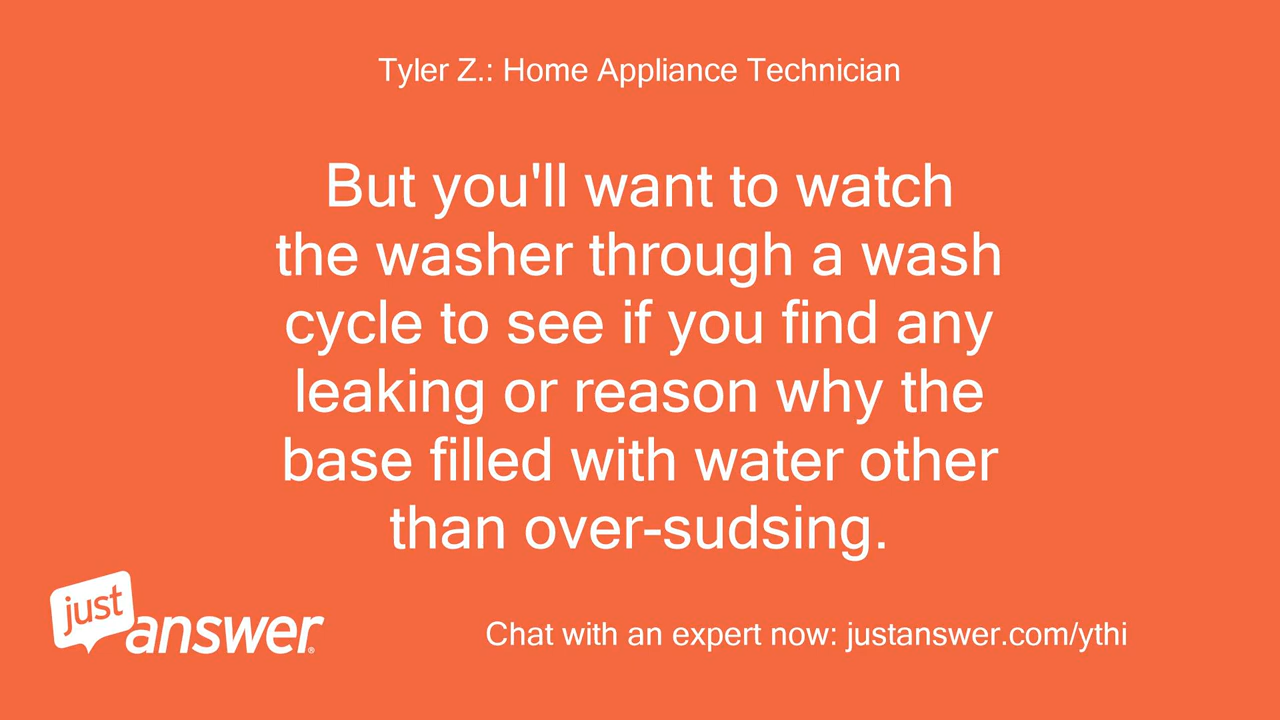 Tyler Z.: Home Appliance Technician
But you'll want to watch
the washer through a wash
cycle to see if you find any
leaking or reason why the
base filled with water other
than over-sudsing.
just
answer®
Chat with an expert now: justanswer.com/ythi